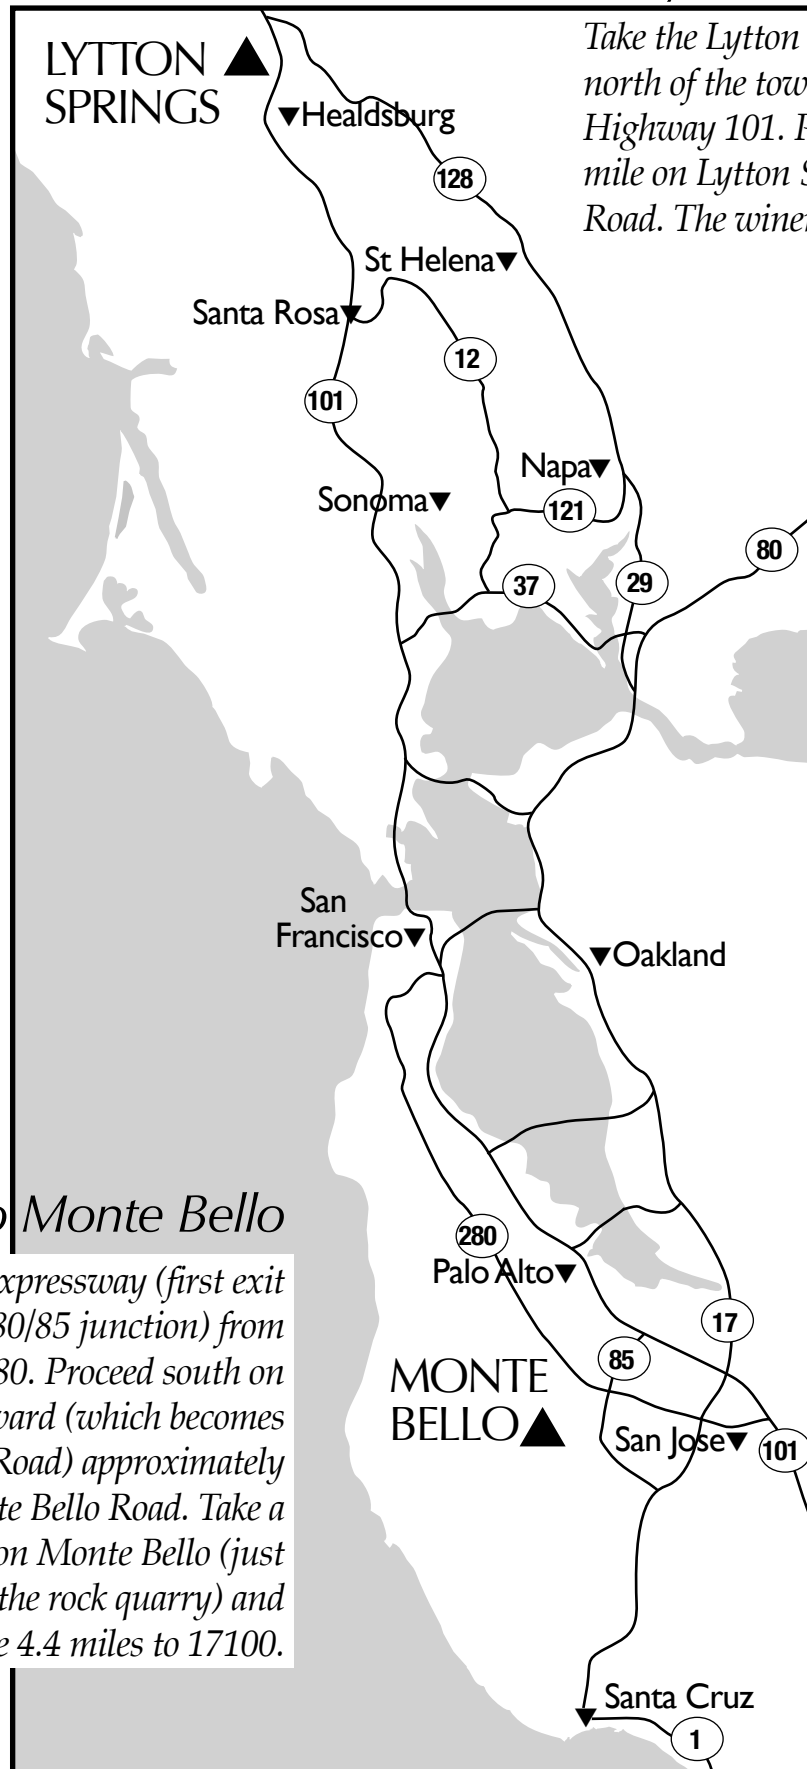 LYTTON
SPRINGS
Take the Lytton
north of the tow
Highway 101. P
mile on Lytton S
Road. The winer
Healdsburg
128
St Helena
Santa Rosa
12
101
Napa
Sonoma
121
80
37
29
San
Francisco
Oakland
o Monte Bello
xpressway (first exit
80/85 junction) from
80. Proceed south on
vard (which becomes
Road) approximately
te Bello Road. Take a
on Monte Bello (just
the rock quarry) and
e 4.4 miles to 17100.
280
Palo Alto
17
85
MONTE
BELLO
San Jose
101
Santa Cruz
1